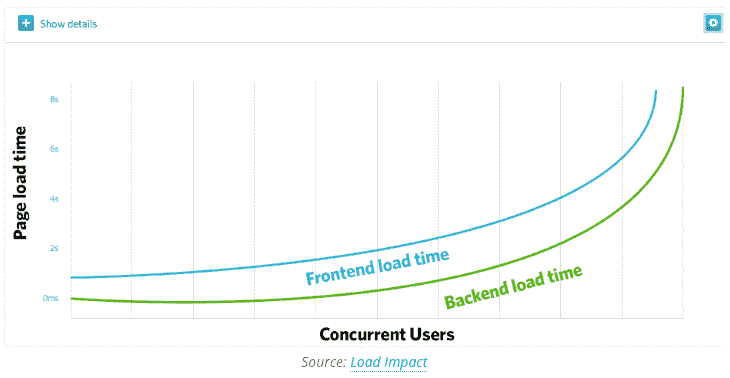 Show details
8s
6s
4s
2s
0ms
Page load time
Frontend load time
Backend load time
Concurrent Users
Source: Load Impact